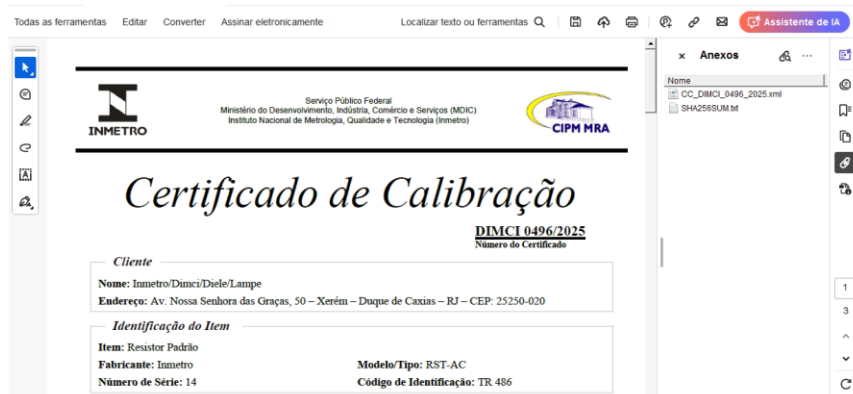 Todas as ferramentas Editar Converter Assinar eletronicamente Localizar texto ou ferramentas Assistente de IA
Anexos
Nome
CC_DIMCI_0496_2025.xml
SHA256SUM.txt
INMETRO
Serviço Público Federal
Ministério do Desenvolvimento, Indústria, Comércio e Serviços (MDIC)
Instituto Nacional de Metrologia, Qualidade e Tecnologia (Inmetro)
CIPM MRA
Certificado de Calibração
DIMCI 0496/2025
Número do Certificado
Cliente
Nome: Inmetro/Dimci/Diele/Lampe
Endereço: Av. Nossa Senhora das Graças, 50 – Xerém – Duque de Caxias – RJ – CEP: 25250-020
Identificação do Item
Item: Resistor Padrão
Fabricante: Inmetro Modelo/Tipo: RST-AC
Número de Série: 14 Código de Identificação: TR 486
1
3